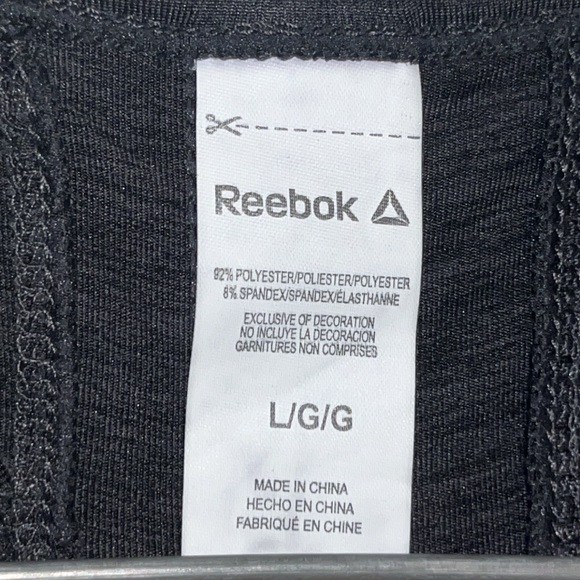 Reebok
92% POLYESTER/POLIESTER/POLYESTER
8% SPANDEX/SPANDEX/ÉLASTHANNE
EXCLUSIVE OF DECORATION
NO INCLUYE LA DECORACION
GARNITURES NON COMPRISES
L/G/G
MADE IN CHINA
HECHO EN CHINA
FABRIQUÉ EN CHINE